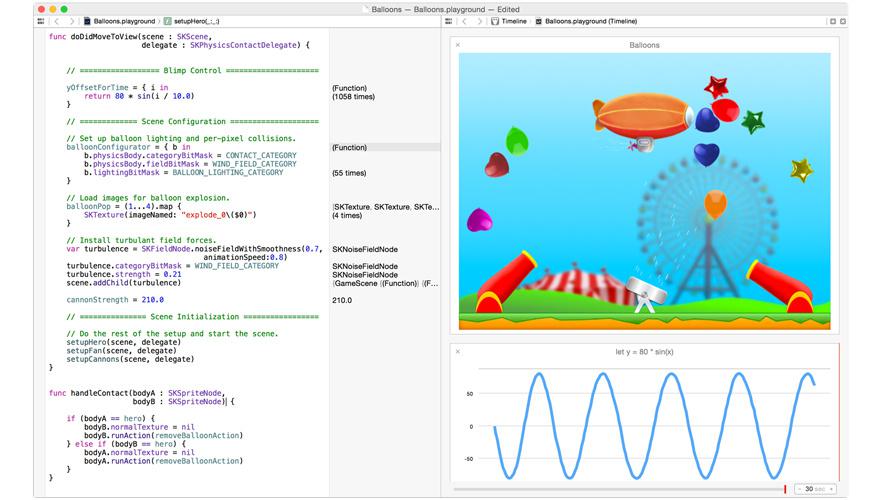 Balloons — Balloons.playground — Edited
Balloons.playground
setupHero(_:_:)
Timeline
Balloons.playground (Timeline)
func doDidMoveToView(scene : SKScene,
delegate : SKPhysicsContactDelegate) {
// ================== Blimp Control =====================
yOffsetForTime = { i in
return 80 * sin(i / 10.0)
}
// ================== Scene Configuration ====================
// Set up balloon lighting and per-pixel collisions.
balloonConfigurator = { b in
b.physicsBody.categoryBitMask = CONTACT_CATEGORY
b.physicsBody.fieldBitMask = WIND_FIELD_CATEGORY
b.lightingBitMask = BALLOON_LIGHTING_CATEGORY
}
// Load images for balloon explosion.
balloonPop = (1...4).map {
SKTexture(imageNamed: "explode_0\($0)")
}
// Install turbulant field forces.
var turbulence = SKFieldNode.noiseFieldWithSmoothness(0.7,
animationSpeed:0.8)
turbulence.categoryBitMask = WIND_FIELD_CATEGORY
turbulence.strength = 0.21
scene.addChild(turbulence)
cannonStrength = 210.0
// ============== Scene Initialization =================
// Do the rest of the setup and start the scene.
setupHero(scene, delegate)
setupFan(scene, delegate)
setupCannons(scene, delegate)
}
func handleContact(bodyA : SKSpriteNode,
bodyB : SKSpriteNode) {
if (bodyA == hero) {
bodyB.normalTexture = nil
bodyB.runAction(removeBalloonAction)
} else if (bodyB == hero) {
bodyA.normalTexture = nil
bodyA.runAction(removeBalloonAction)
}
}
(Function)
(1058 times)
(Function)
(55 times)
[SKTexture, SKTexture, SKTe...
(4 times)
SKNoiseFieldNode
SKNoiseFieldNode
SKNoiseFieldNode
{GameScene {(Function)} {(F...
210.0
Balloons
let y = 80 * sin(x)
50
0
-50
30 sec